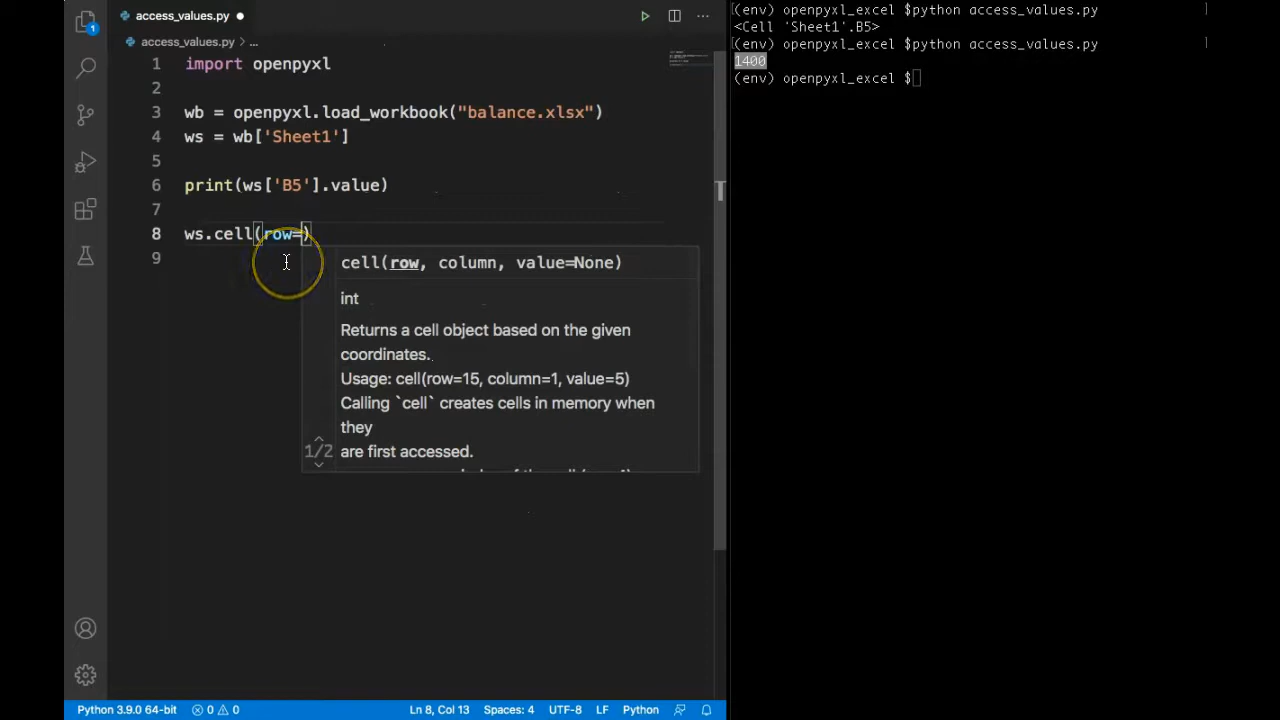 access_values.py
access_values.py > ...
1 import openpyxl
2
3 wb = openpyxl.load_workbook("balance.xlsx")
4 ws = wb['Sheet1']
5
6 print(ws['B5'].value)
7
8 ws.cell(row=)
9
cell(row, column, value=None)
int
Returns a cell object based on the given
coordinates.
Usage: cell(row=15, column=1, value=5)
Calling `cell` creates cells in memory when
they
1/2
are first accessed.
1
Python 3.9.0 64-bit
0 0
Ln 8, Col 13
Spaces: 4
UTF-8
LF
Python
(env) openpyxl_excel $python access_values.py
<Cell 'Sheet1'.B5>
(env) openpyxl_excel $python access_values.py
1400
(env) openpyxl_excel $